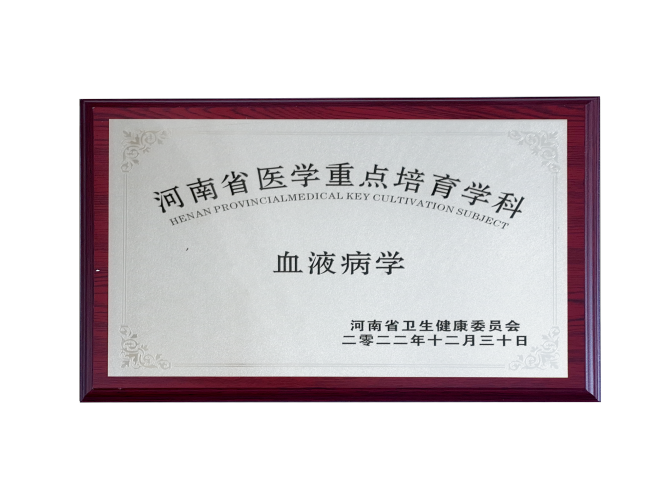 河南省医学重点培育学科
HENAN PROVINCIALMEDICAL KEY CULTIVATION SUBJECT
血液病学
河南省卫生健康委员会
二零二二年十二月三十日